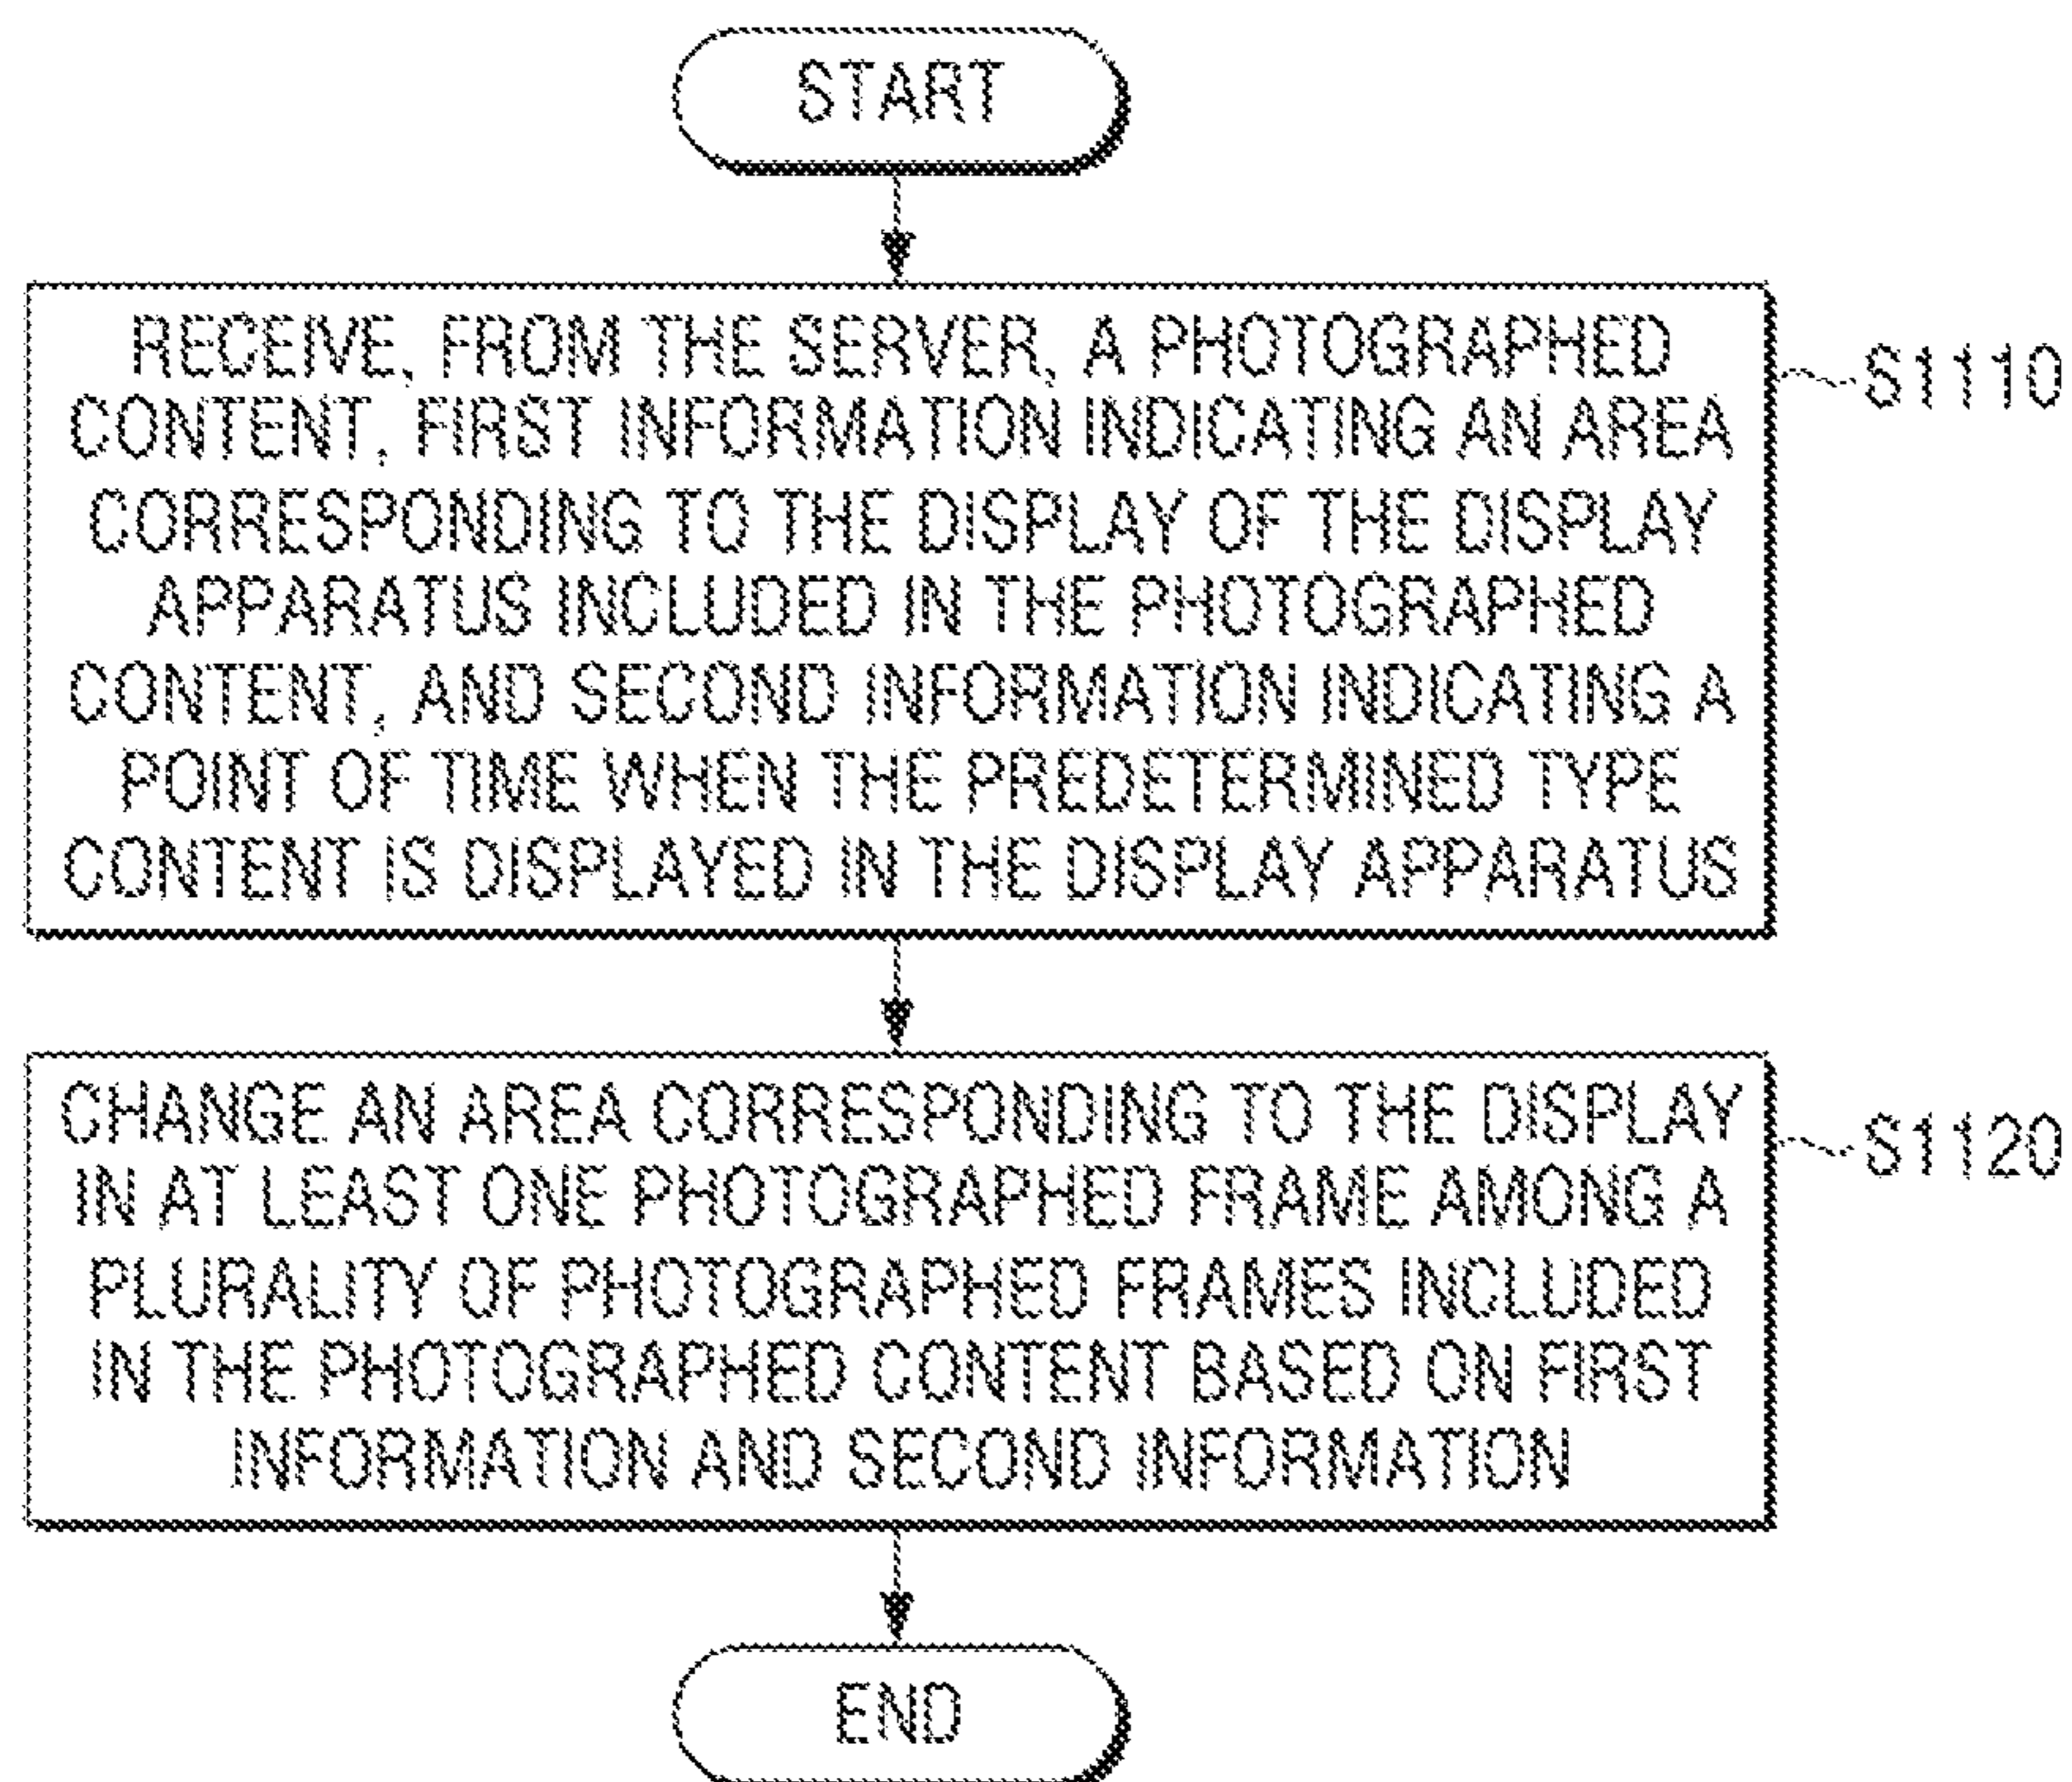 START
RECEIVE, FROM THE SERVER, A PHOTOGRAPHED
CONTENT, FIRST INFORMATION INDICATING AN AREA
CORRESPONDING TO THE DISPLAY OF THE DISPLAY
APPARATUS INCLUDED IN THE PHOTOGRAPHED
CONTENT, AND SECOND INFORMATION INDICATING A
POINT OF TIME WHEN THE PREDETERMINED TYPE
CONTENT IS DISPLAYED IN THE DISPLAY APPARATUS
S1110
CHANGE AN AREA CORRESPONDING TO THE DISPLAY
IN AT LEAST ONE PHOTOGRAPHED FRAME AMONG A
PLURALITY OF PHOTOGRAPHED FRAMES INCLUDED
IN THE PHOTOGRAPHED CONTENT BASED ON FIRST
INFORMATION AND SECOND INFORMATION
S1120
END